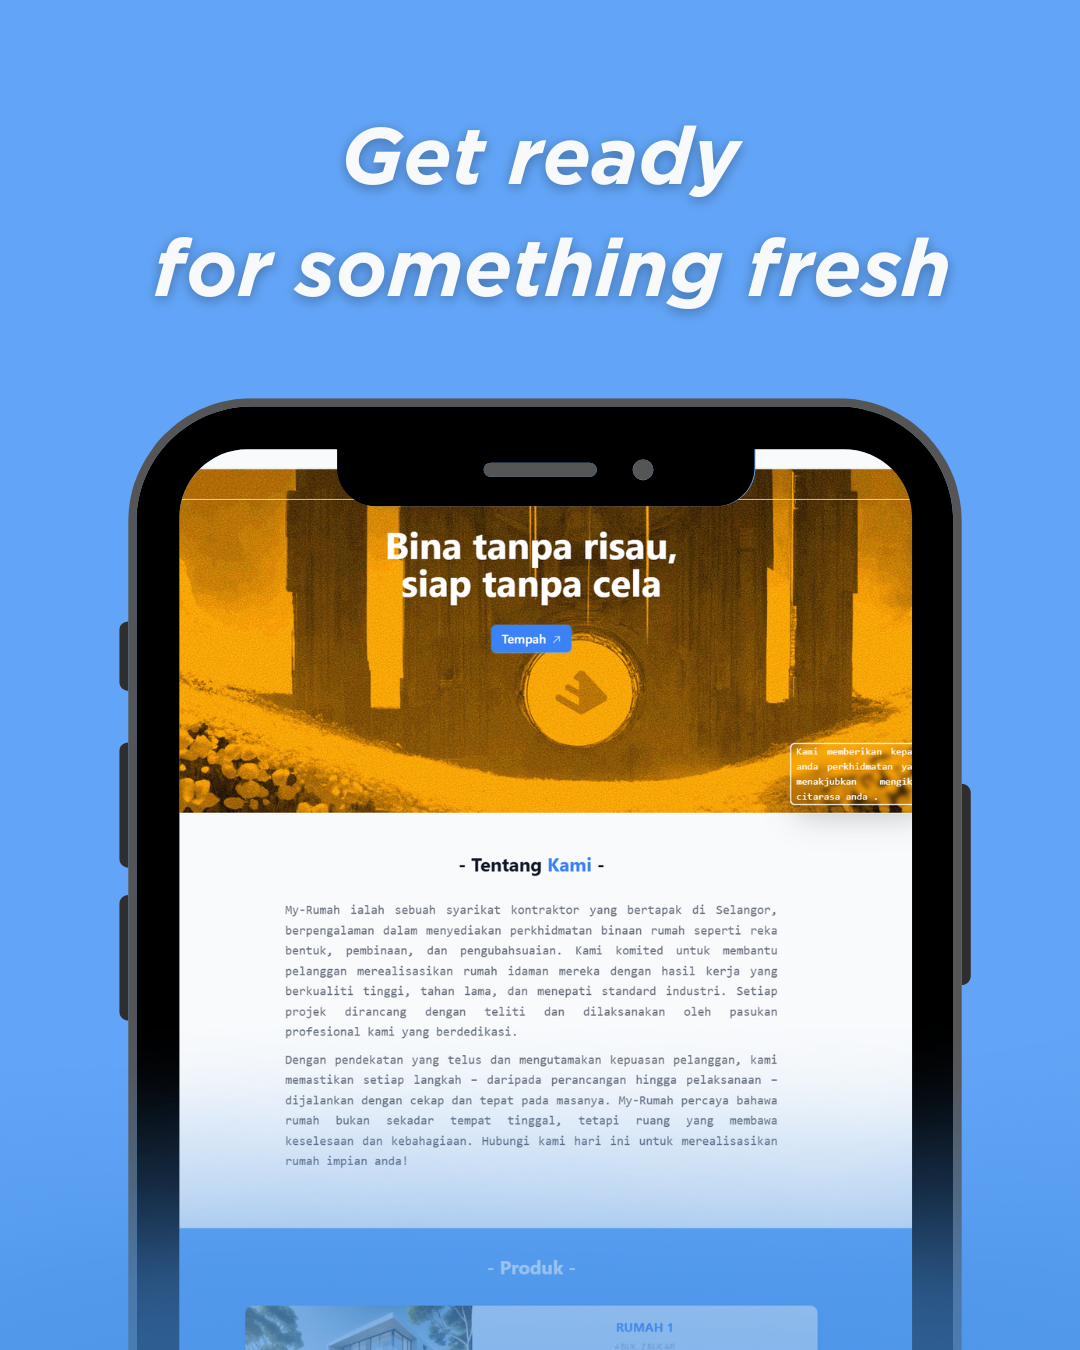 Get ready
for something fresh
Bina tanpa risau,
siap tanpa cela
Tempah
Kami memberikan kepa
anda perkhidmatan ya
menakjubkan mengik
citarasa anda .
- Tentang Kami -
My-Rumah ialah sebuah syarikat kontraktor yang bertapak di Selangor,
berpengalaman dalam menyediakan perkhidmatan binaan rumah seperti reka
bentuk, pembinaan, dan pengubahsuaian. Kami komited untuk membantu
pelanggan merealisasikan rumah idaman mereka dengan hasil kerja yang
berkualiti tinggi, tahan lama, dan menepati standard industri. Setiap
projek dirancang dengan teliti dan dilaksanakan oleh pasukan
profesional kami yang berdedikasi.
Dengan pendekatan yang telus dan mengutamakan kepuasan pelanggan, kami
memastikan setiap langkah – daripada perancangan hingga pelaksanaan –
dijalankan dengan cekap dan tepat pada masanya. My-Rumah percaya bahawa
rumah bukan sekadar tempat tinggal, tetapi ruang yang membawa
keselesaan dan kebahagiaan. Hubungi kami hari ini untuk merealisasikan
rumah impian anda!
- Produk -
RUMAH 1